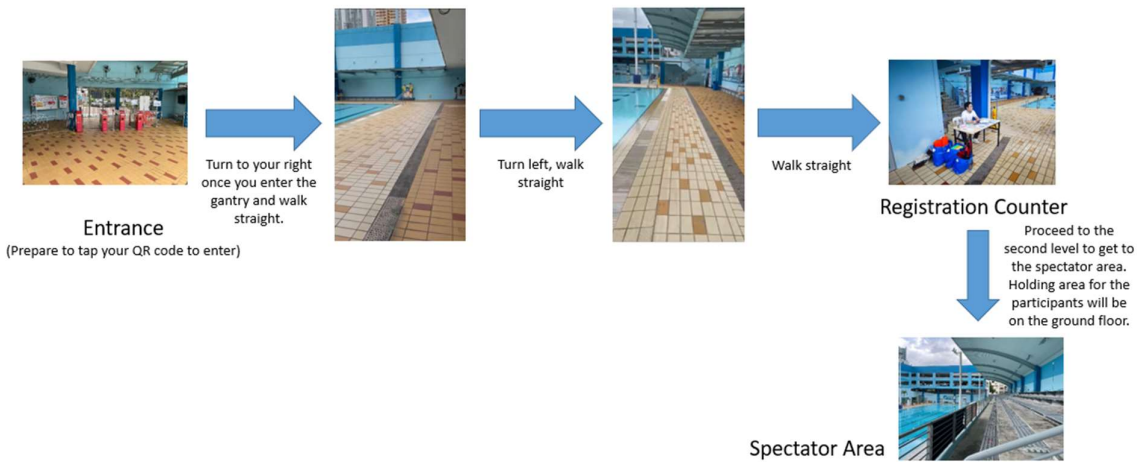 Entrance
(Prepare to tap your QR code to enter)
Turn to your right
once you enter the
gantry and walk
straight.
Turn left, walk
straight
Walk straight
Registration Counter
Proceed to the
second level to get to
the spectator area.
Holding area for the
participants will be
on the ground floor.
Spectator Area